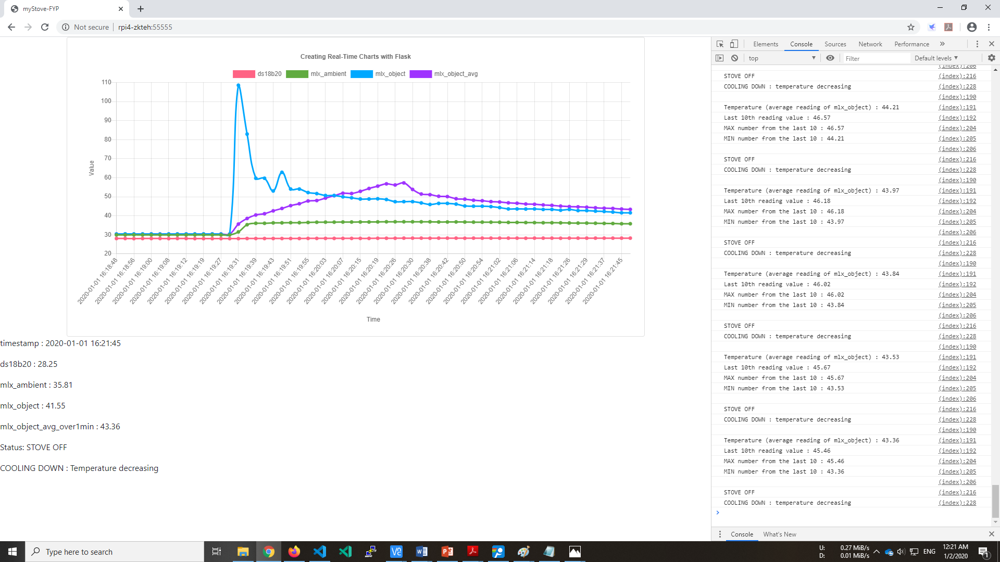 myStove-FYP
Not secure
rpi4-zkteh:55555
Creating Real-Time Charts with Flask
ds18b20 mlx_ambient mlx_object mlx_object_avg
110
100
90
80
70
60
50
40
30
20
Value
2020-01-01 16:18:48
2020-01-01 16:18:56
2020-01-01 16:19:00
2020-01-01 16:19:08
2020-01-01 16:19:12
2020-01-01 16:19:19
2020-01-01 16:19:27
2020-01-01 16:19:31
2020-01-01 16:19:39
2020-01-01 16:19:43
2020-01-01 16:19:51
2020-01-01 16:19:55
2020-01-01 16:20:03
2020-01-01 16:20:07
2020-01-01 16:20:15
2020-01-01 16:20:19
2020-01-01 16:20:26
2020-01-01 16:20:30
2020-01-01 16:20:38
2020-01-01 16:20:42
2020-01-01 16:20:50
2020-01-01 16:20:54
2020-01-01 16:21:02
2020-01-01 16:21:06
2020-01-01 16:21:14
2020-01-01 16:21:18
2020-01-01 16:21:26
2020-01-01 16:21:29
2020-01-01 16:21:37
2020-01-01 16:21:45
Time
timestamp : 2020-01-01 16:21:45
ds18b20 : 28.25
mlx_ambient : 35.81
mlx_object : 41.55
mlx_object_avg_over1min : 43.36
Status: STOVE OFF
COOLING DOWN : Temperature decreasing
Elements Console Sources Network Performance
top Filter Default levels
(index):206
STOVE OFF (index):216
COOLING DOWN : temperature decreasing (index):228
(index):190
Temperature (average reading of mlx_object) : 44.21 (index):191
Last 10th reading value : 46.57 (index):192
MAX number from the last 10 : 46.57 (index):204
MIN number from the last 10 : 44.21 (index):205
(index):206
STOVE OFF (index):216
COOLING DOWN : temperature decreasing (index):228
(index):190
Temperature (average reading of mlx_object) : 43.97 (index):191
Last 10th reading value : 46.18 (index):192
MAX number from the last 10 : 46.18 (index):204
MIN number from the last 10 : 43.97 (index):205
(index):206
STOVE OFF (index):216
COOLING DOWN : temperature decreasing (index):228
(index):190
Temperature (average reading of mlx_object) : 43.84 (index):191
Last 10th reading value : 46.02 (index):192
MAX number from the last 10 : 46.02 (index):204
MIN number from the last 10 : 43.84 (index):205
(index):206
STOVE OFF (index):216
COOLING DOWN : temperature decreasing (index):228
(index):190
Temperature (average reading of mlx_object) : 43.53 (index):191
Last 10th reading value : 45.67 (index):192
MAX number from the last 10 : 45.67 (index):204
MIN number from the last 10 : 43.53 (index):205
(index):206
STOVE OFF (index):216
COOLING DOWN : temperature decreasing (index):228
(index):190
Temperature (average reading of mlx_object) : 43.36 (index):191
Last 10th reading value : 45.46 (index):192
MAX number from the last 10 : 45.46 (index):204
MIN number from the last 10 : 43.36 (index):205
(index):206
STOVE OFF (index):216
COOLING DOWN : temperature decreasing (index):228
Console What's New
Type here to search
U: 0.27 MiB/s
D: 0.01 MiB/s
ENG
12:21 AM
1/2/2020
1